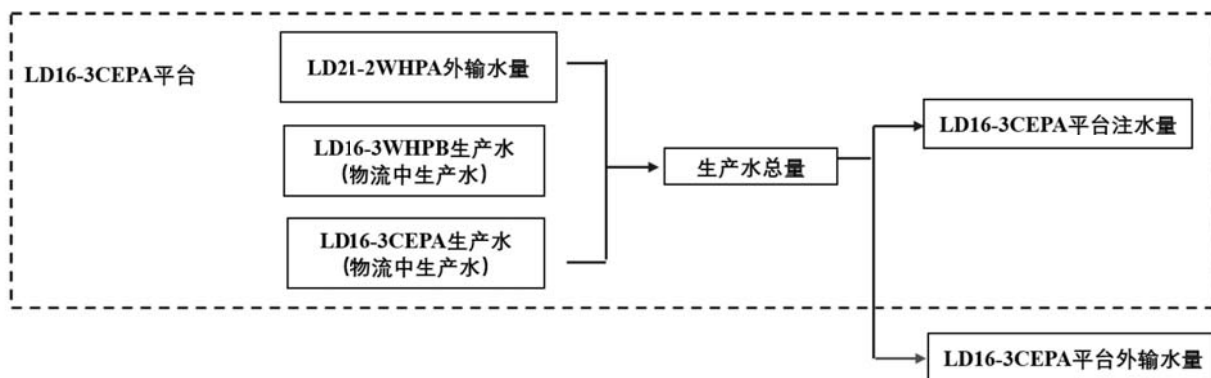 LD16-3CEPA平台
LD21-2WHPA外输水量
LD16-3WHPB生产水
(物流中生产水)
LD16-3CEPA生产水
(物流中生产水)
生产水总量
LD16-3CEPA平台注水量
LD16-3CEPA平台外输水量